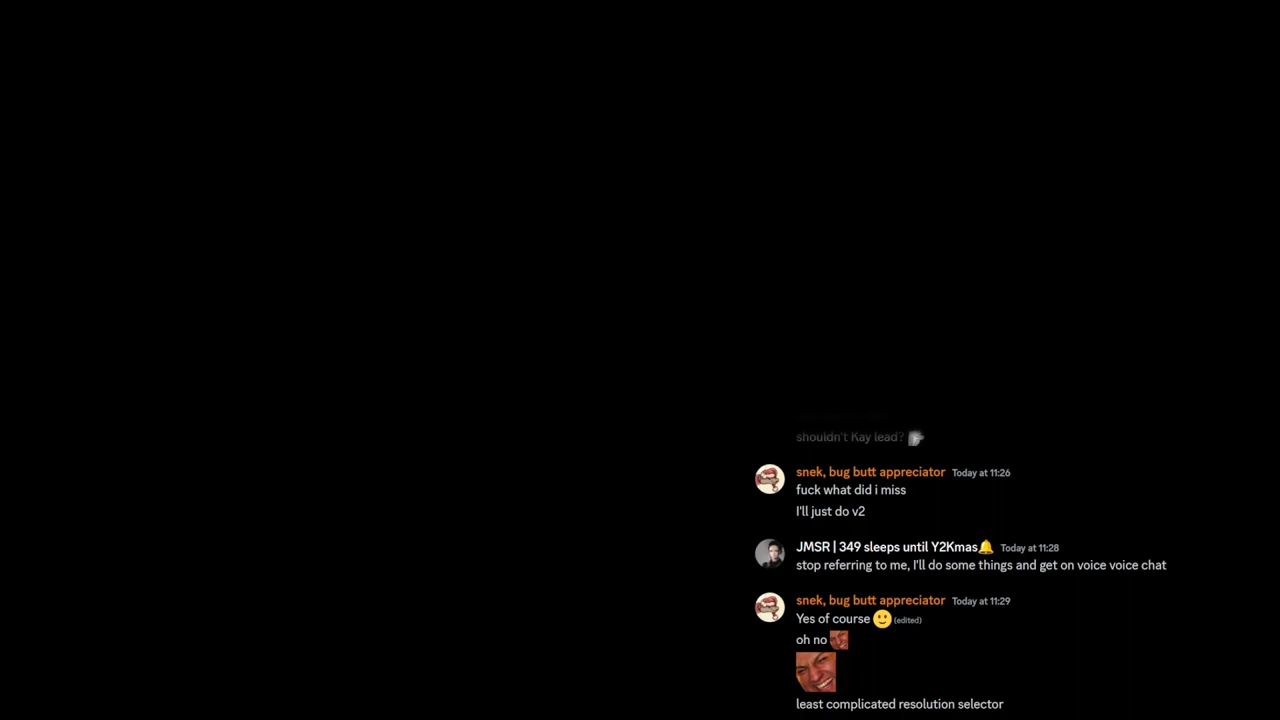 shouldn't Kay lead?
snek, bug butt appreciator Today at 11:26
fuck what did i miss
I'll just do v2
JMSR | 349 sleeps until Y2Kmas🔔 Today at 11:28
stop referring to me, I'll do some things and get on voice voice chat
snek, bug butt appreciator Today at 11:29
Yes of course 🙂 (edited)
oh no
least complicated resolution selector